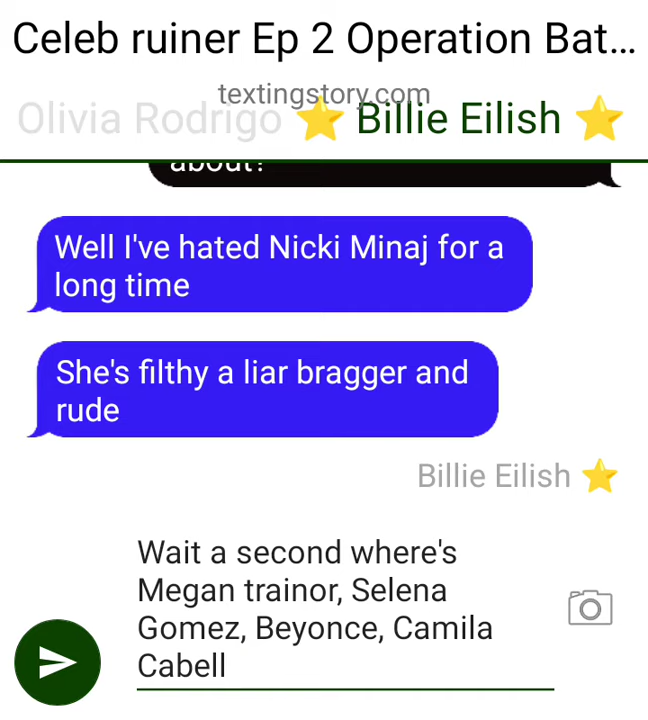 Celeb ruiner Ep 2 Operation Bat...
textingstory.com
Olivia Rodrigo ⭐ Billie Eilish ⭐
about?
Well I've hated Nicki Minaj for a
long time
She's filthy a liar bragger and
rude
Billie Eilish ⭐
Wait a second where's
Megan trainor, Selena
Gomez, Beyonce, Camila
Cabell